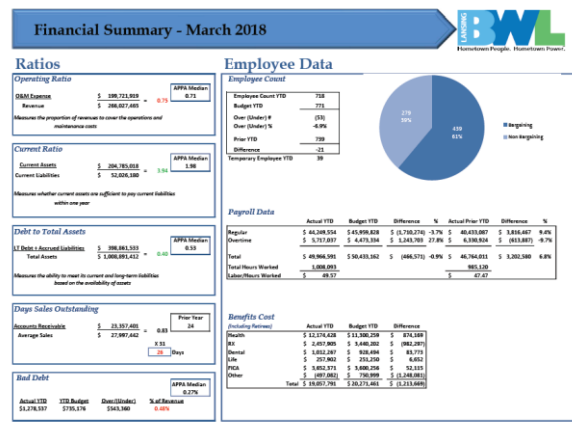 Financial Summary - March 2018
LANSING
BWL
Hometown People. Hometown Power.
Ratios
Operating Ratio
APPA Median
O&M Expense $ 199,721,919 = 0.75 0.71
Revenue $ 266,027,485
Measures the proportion of revenues to cover the operations and
maintenance costs
Current Ratio
APPA Median
Current Assets $ 204,785,018 = 3.94 1.98
Current Liabilities $ 52,026,180
Measures whether current assets are sufficient to pay current liabilities
within one year
Debt to Total Assets
APPA Median
LT Debt + Accrued Liabilities $ 398,861,533 = 0.40 0.53
Total Assets $ 1,008,891,412
Measures the ability to meet its current and long-term liabilities
based on the availability of assets
Days Sales Outstanding
Prior Year
Accounts Receivable $ 23,357,401 = 0.83 24
Average Sales $ 27,997,442
X 31
26 Days
Bad Debt
APPA Median
0.27%
Actual YTD YTD Budget Over/(Under) % of Revenue
$1,278,537 $735,176 $543,360 0.48%
Employee Data
Employee Count
Employee Count YTD 718
Budget YTD 771
Over (Under) # (53)
Over (Under) % -6.9%
Prior YTD 739
Difference -21
Temporary Employee YTD 39
279
39%
439
61%
Bargaining
Non Bargaining
Payroll Data
Actual YTD Budget YTD Difference % Actual Prior YTD Difference %
Regular $ 44,249,554 $ 45,959,828 $ (1,710,274) -3.7% $ 40,433,087 $ 3,816,467 9.4%
Overtime $ 5,717,037 $ 4,473,334 $ 1,243,703 27.8% $ 6,330,924 $ (613,887) -9.7%
Total $ 49,966,591 $ 50,433,162 $ (466,571) -0.9% $ 46,764,011 $ 3,202,580 6.8%
Total Hours Worked 1,008,093 985,120
Labor/Hours Worked $ 49.57 $ 47.47
Benefits Cost
(Including Retirees) Actual YTD Budget YTD Difference
Health $ 12,174,428 $ 11,300,259 $ 874,169
RX $ 2,457,905 $ 3,440,202 $ (982,297)
Dental $ 1,012,267 $ 928,494 $ 83,773
Life $ 257,902 $ 251,250 $ 6,652
FICA $ 3,652,371 $ 3,600,256 $ 52,115
Other $ (497,082) $ 750,999 $ (1,248,081)
Total $ 19,057,791 $ 20,271,461 $ (1,213,669)